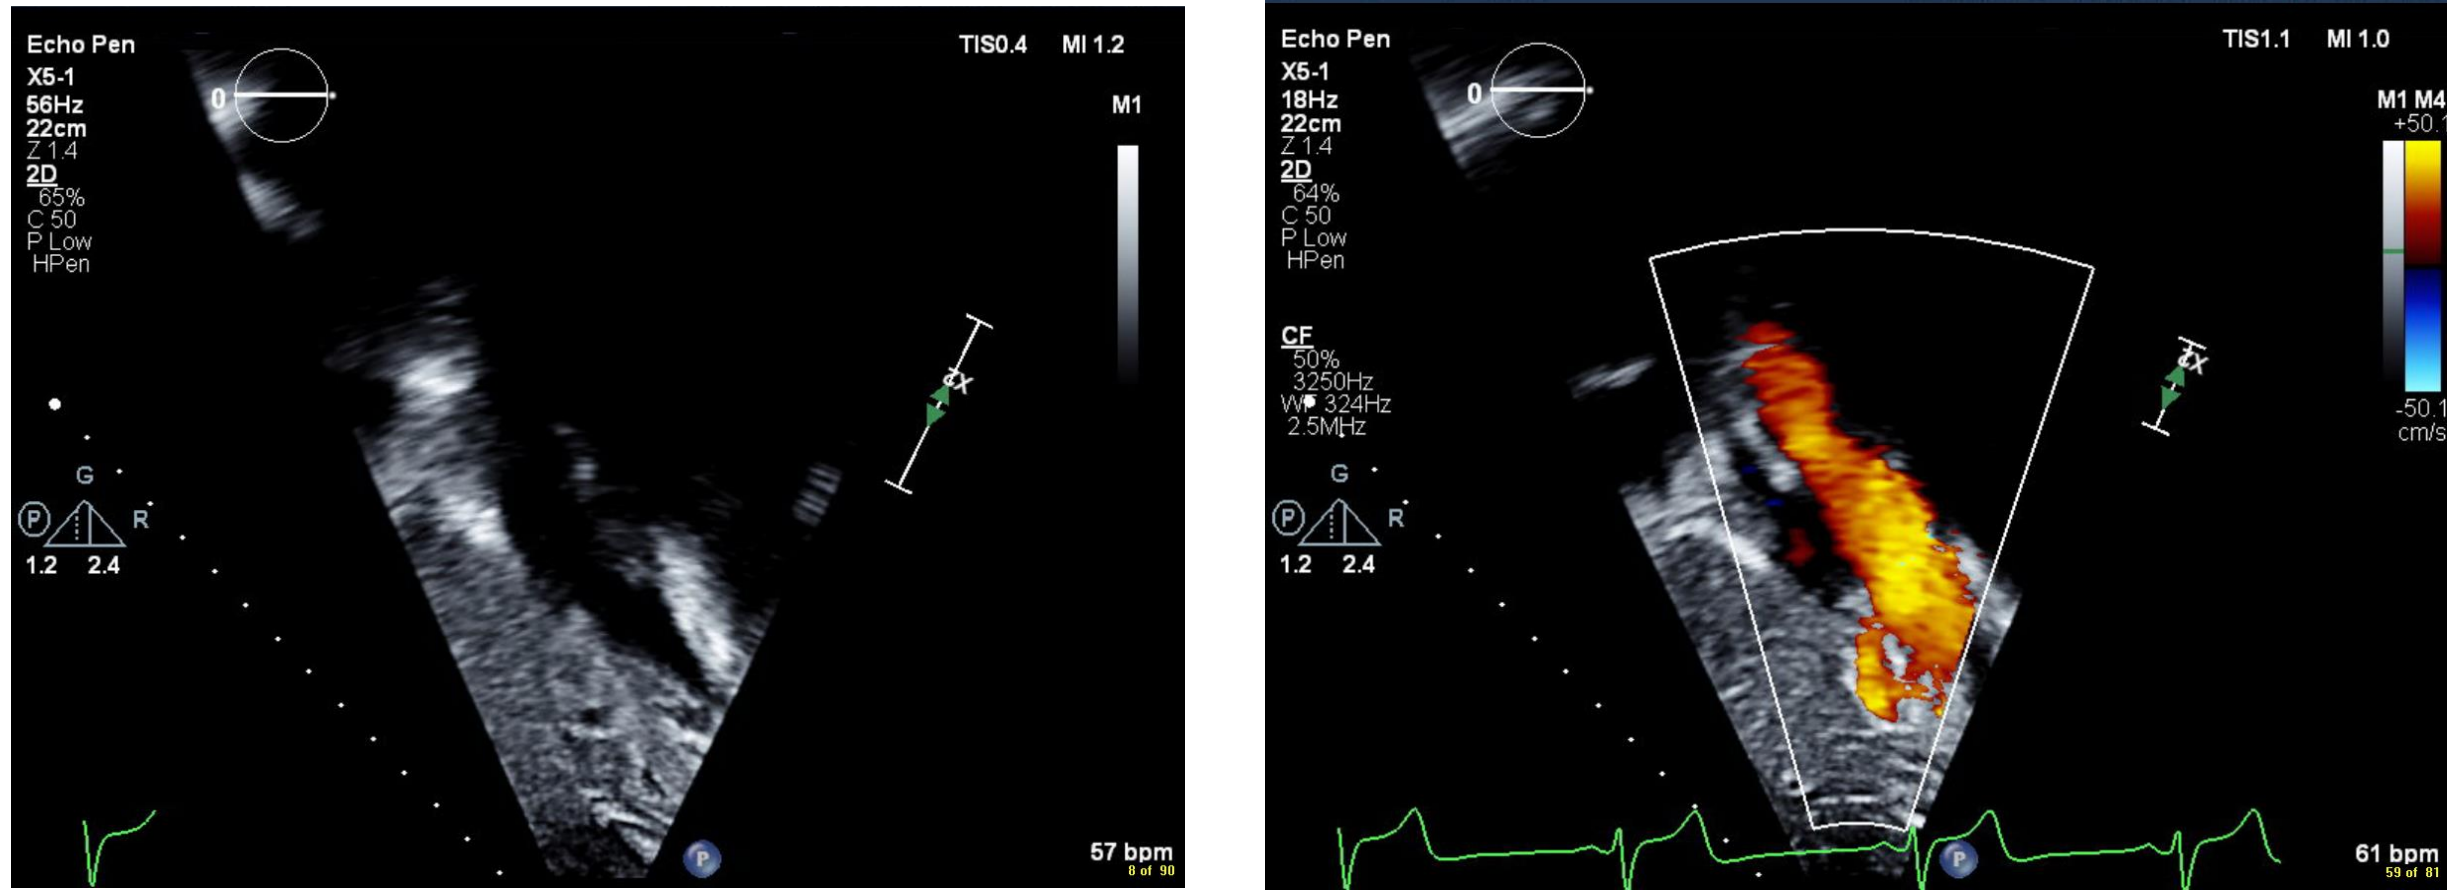 Echo Pen
X5-1
56Hz
22cm
Z 1.4
2D
65%
C 50
P Low
HPen
0
TIS0.4 MI 1.2
M1
X2
G
P R
1.2 2.4
P
57 bpm
8 of 90
Echo Pen
X5-1
18Hz
22cm
Z 1.4
2D
64%
C 50
P Low
HPen
CF
50%
3250Hz
WF 324Hz
2.5MHz
0
TIS1.1 MI 1.0
M1 M4
+50.1
-50.1
cm/s
X2
G
P R
1.2 2.4
P
61 bpm
59 of 81